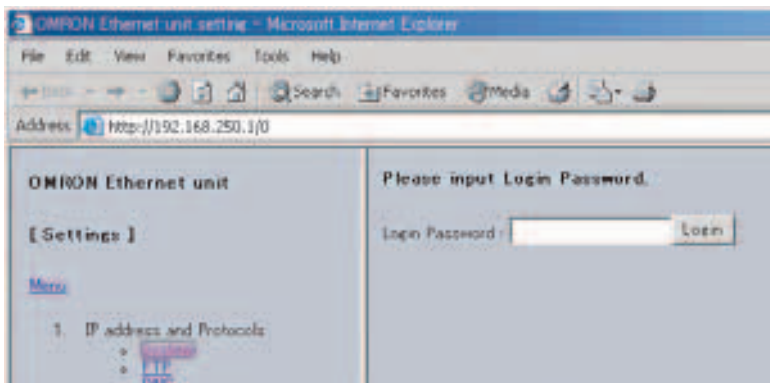 OMRON Ethernet unit setting - Microsoft Internet Explorer
File Edit View Favorites Tools Help
Back Search Favorites Media
Address http://192.168.250.1/0
OMRON Ethernet unit
[ Settings ]
Menu
1. IP address and Protocols
System
FTP
Please input Login Password.
Login Password : Login